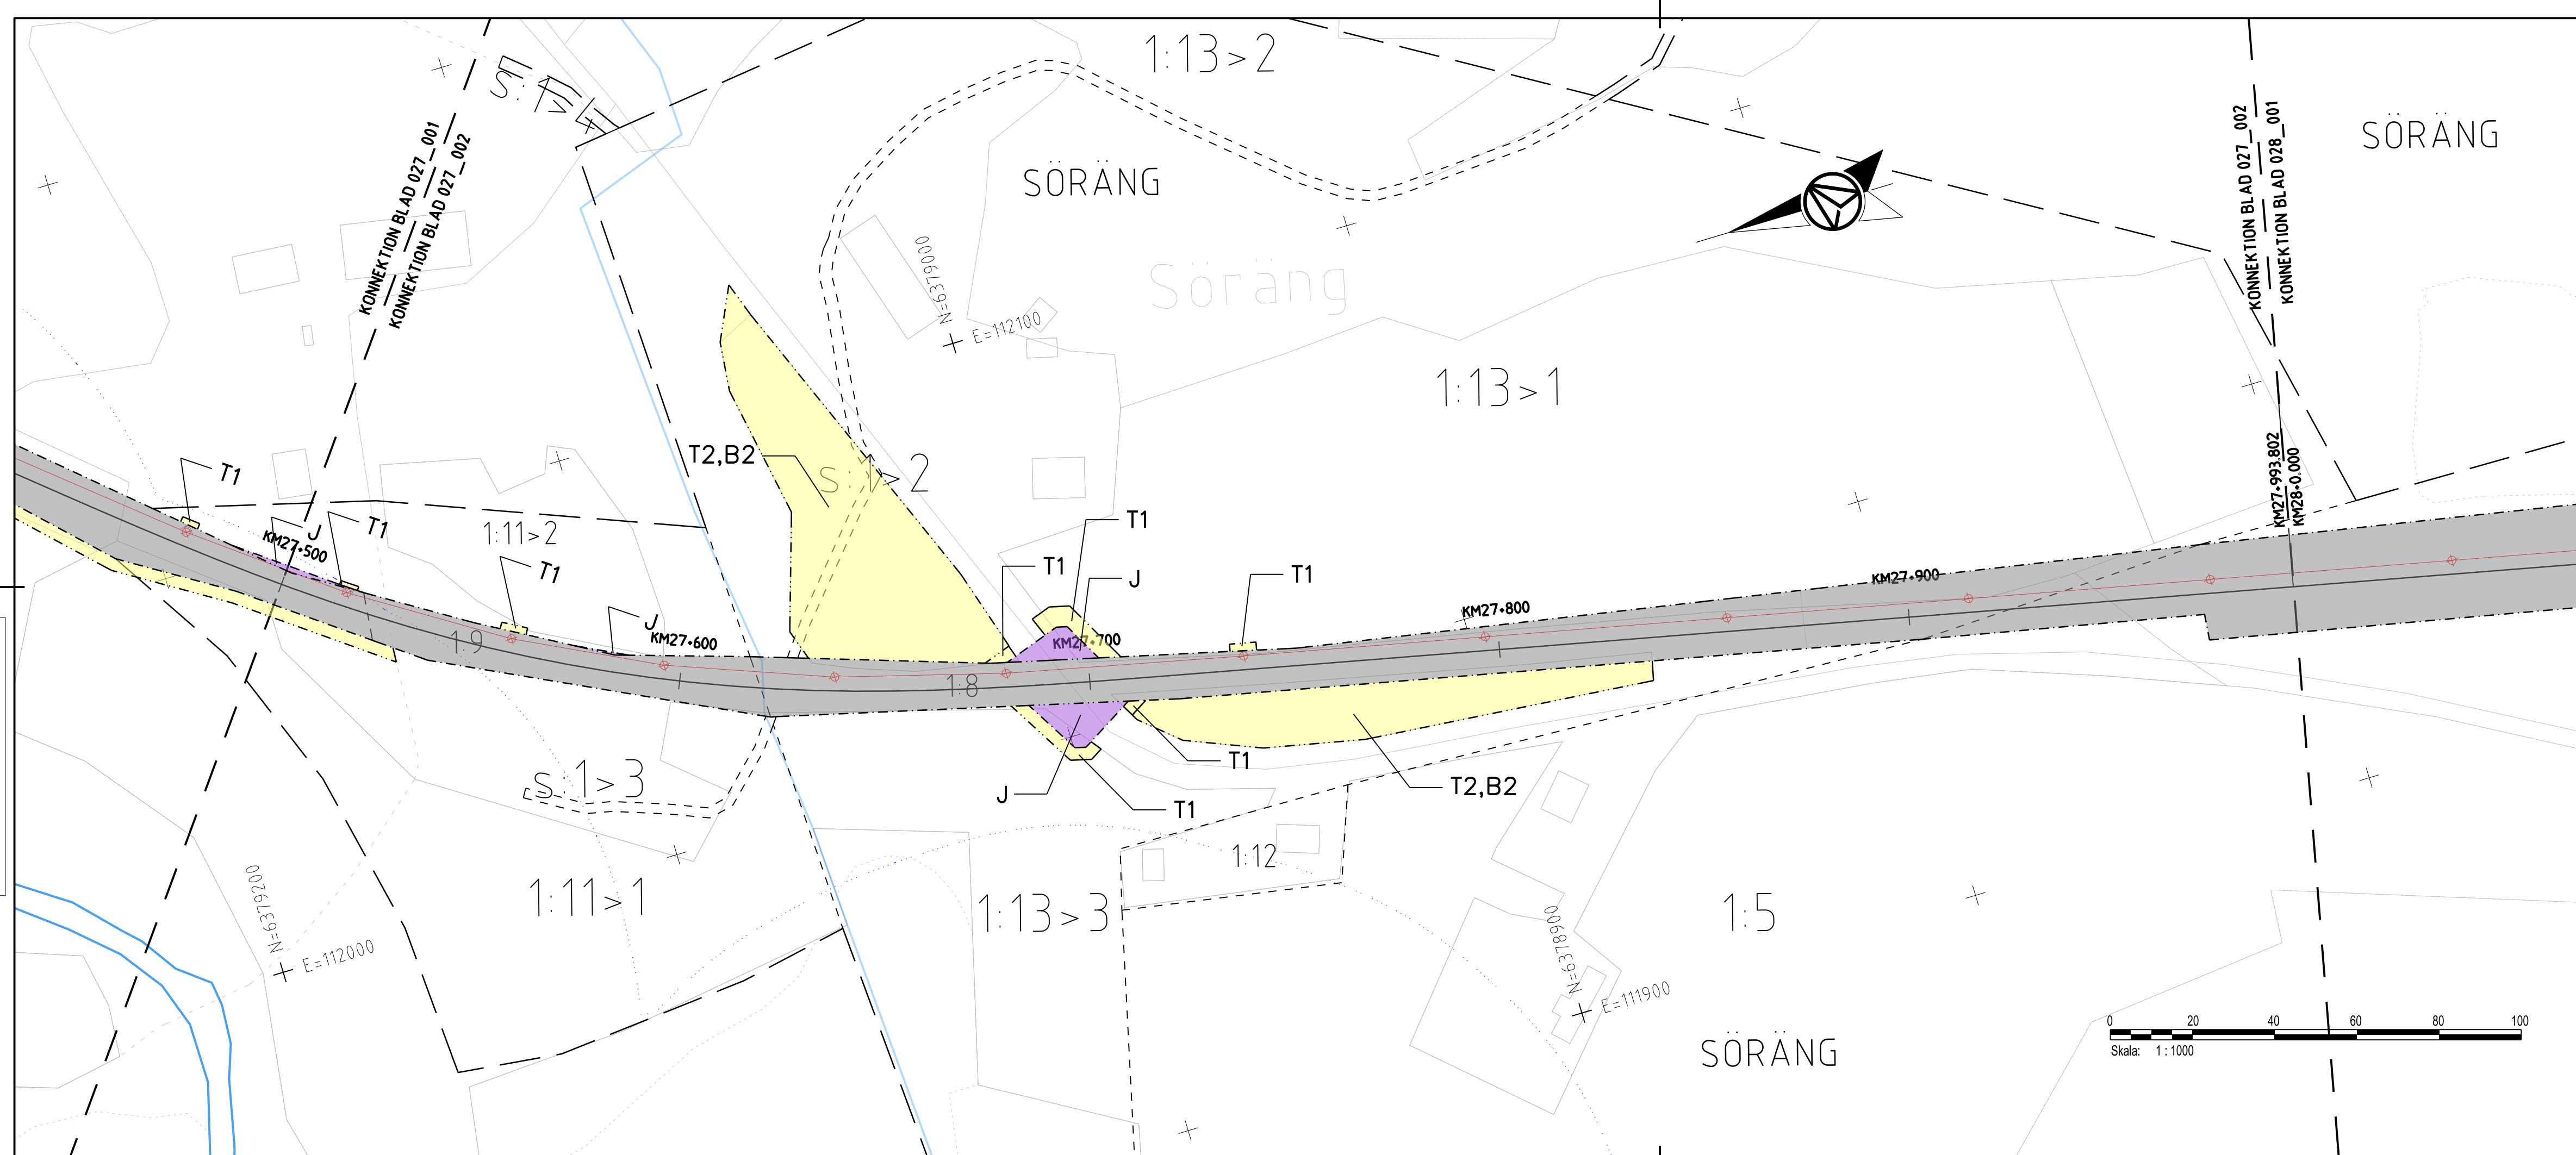 1:13>2
S:1>4
KONNEKTION BLAD 027_001
KONNEKTION BLAD 027_002
KONNEKTION BLAD 027_002
KONNEKTION BLAD 028_001
SÖRÄNG
SÖRÄNG
N=6379000
E=112100
Söräng
1:13>1
T2,B2
S:1>2
T1
J
T1
KM27+500
1:11>2
T1
T1
T1
J
T1
KM27+993.802
KM28+0.000
J
KM27+600
KM27+700
KM27+800
KM27+900
1:9
1:8
T1
J
T1
T2,B2
s:1>3
1:12
1:11>1
1:13>3
1:5
N=6379200
E=112000
N=6378900
E=111900
SÖRÄNG
0 20 40 60 80 100
Skala: 1 : 1000